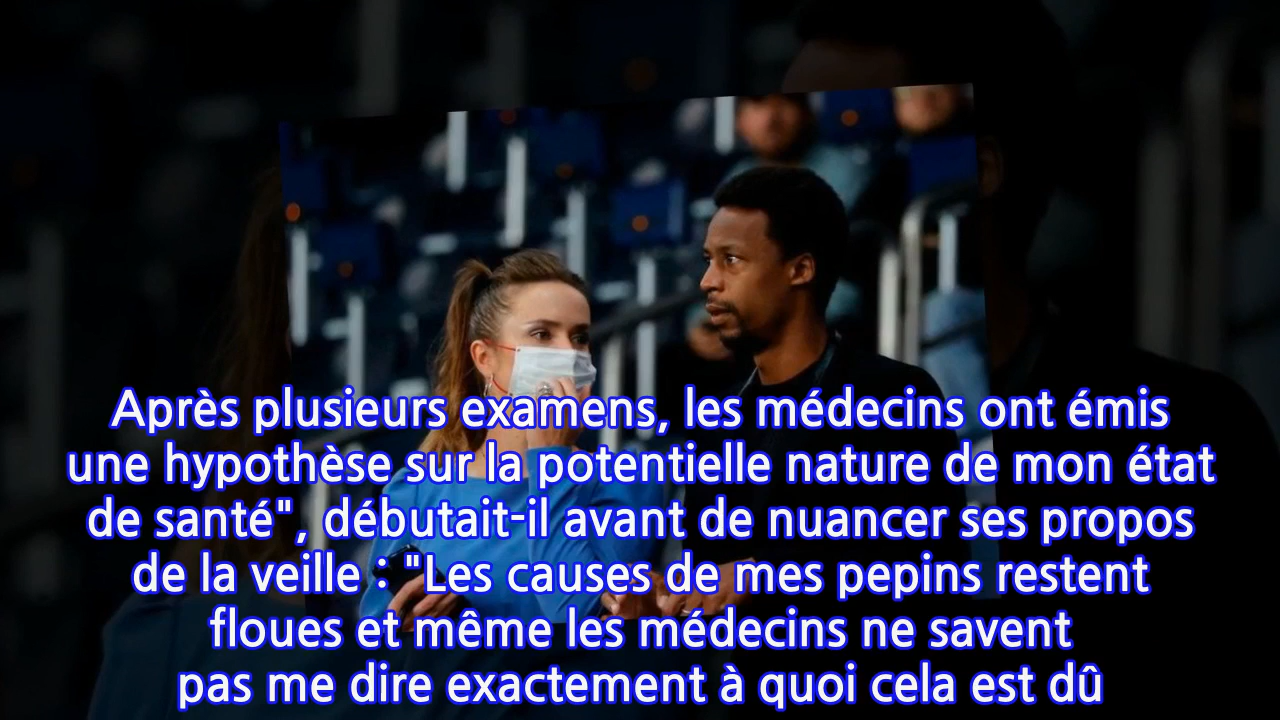 Après plusieurs examens, les médecins ont émis
une hypothèse sur la potentielle nature de mon état
de santé", débutait-il avant de nuancer ses propos
de la veille : "Les causes de mes pepins restent
floues et même les médecins ne savent
pas me dire exactement à quoi cela est dû